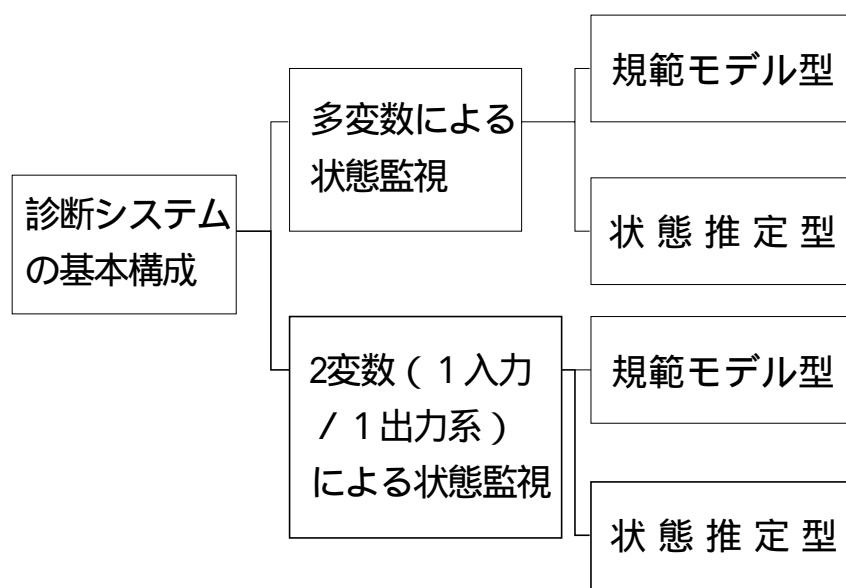 診断システム
の基本構成
多変数による
状態監視
規範モデル型
状 態 推 定 型
2変数（１入力
／１出力系）
による状態監視
規範モデル型
状 態 推 定 型